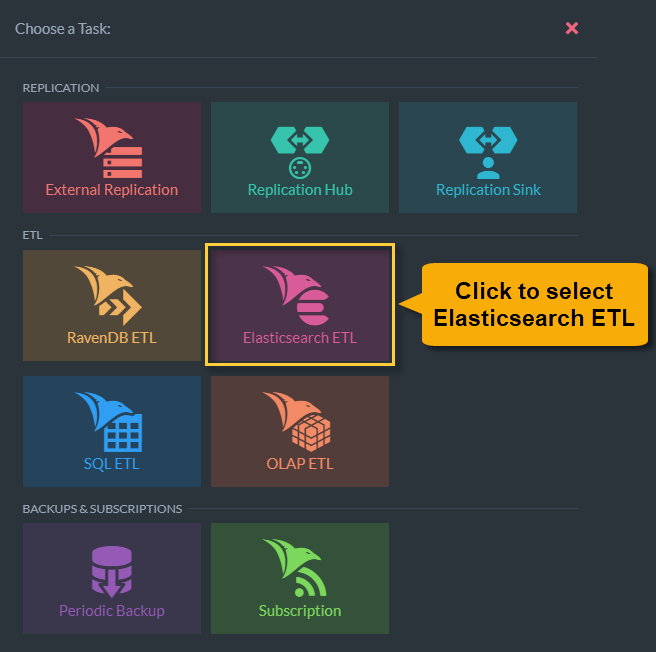 Choose a Task:
REPLICATION
External Replication
Replication Hub
Replication Sink
ETL
RavenDB ETL
Elasticsearch ETL
Click to select
Elasticsearch ETL
SQL ETL
OLAP ETL
BACKUPS & SUBSCRIPTIONS
Periodic Backup
Subscription